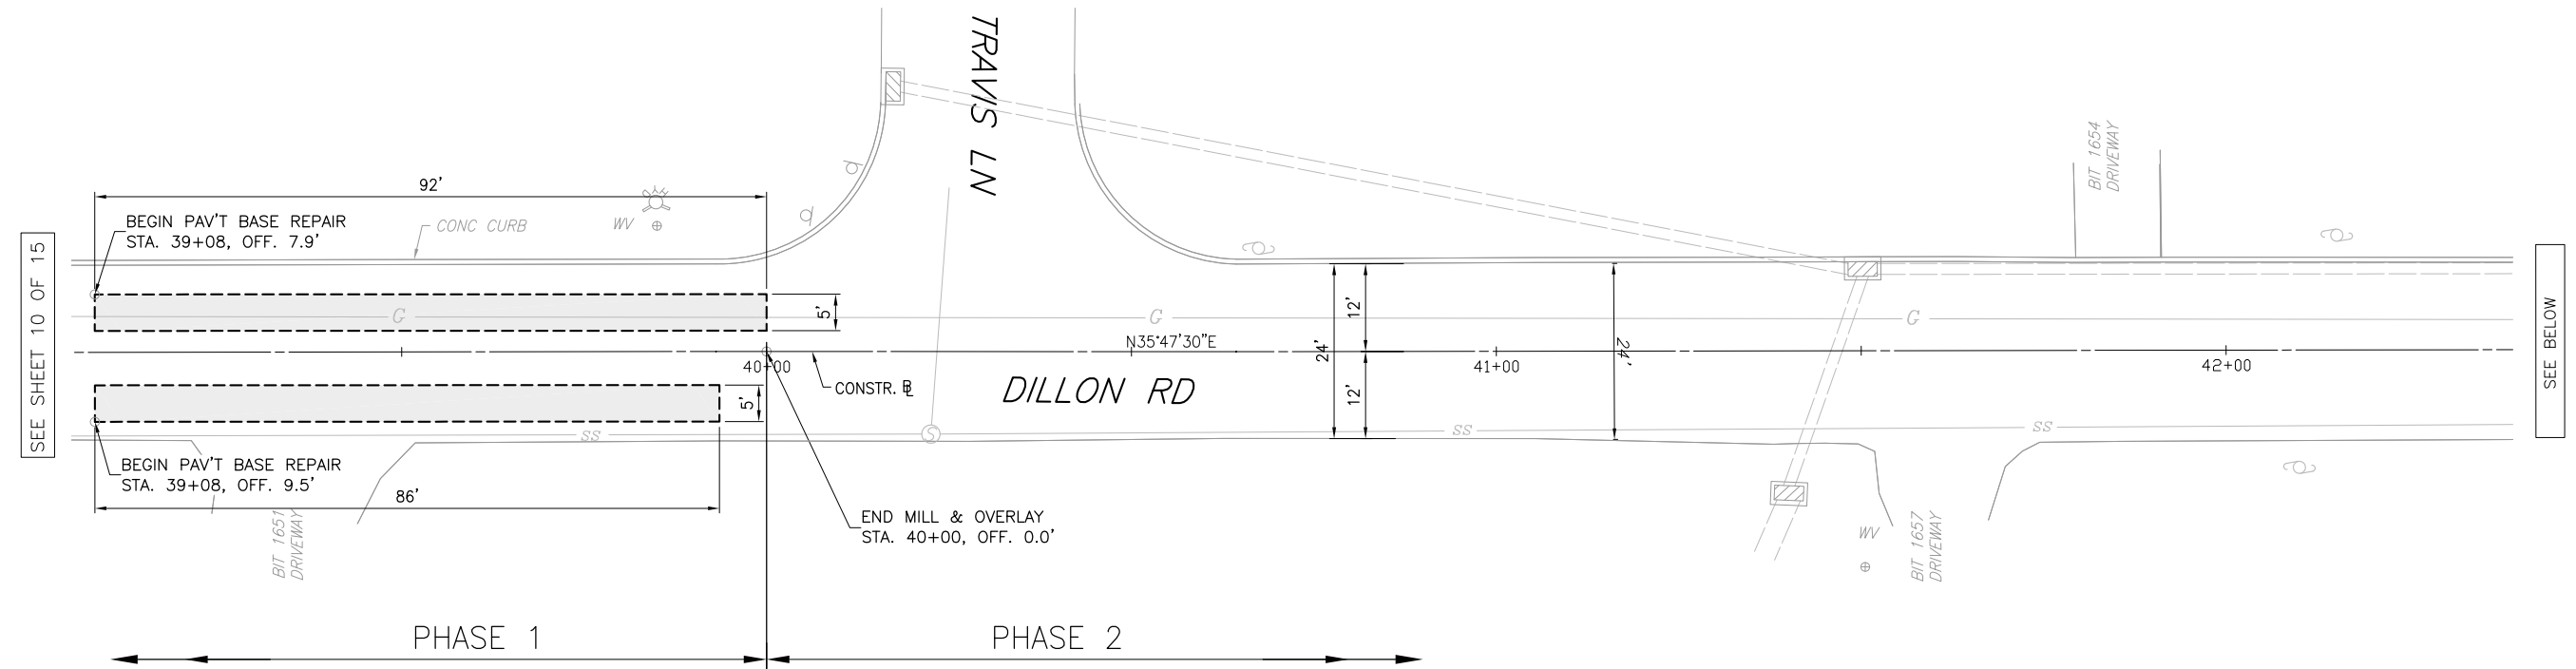 TRAVIS LN
BIT 1654
DRIVEWAY
92'
BEGIN PAV'T BASE REPAIR
STA. 39+08, OFF. 7.9'
CONC CURB
WV
SEE SHEET 10 OF 15
G
5'
G
G
12'
24'
24'
N35°47'30"E
40+00
41+00
42+00
SEE BELOW
CONSTR. BL
DILLON RD
5'
12'
SS
S
SS
SS
BEGIN PAV'T BASE REPAIR
STA. 39+08, OFF. 9.5'
86'
END MILL & OVERLAY
STA. 40+00, OFF. 0.0'
BIT 1651
DRIVEWAY
WV
BIT 1657
DRIVEWAY
PHASE 1
PHASE 2